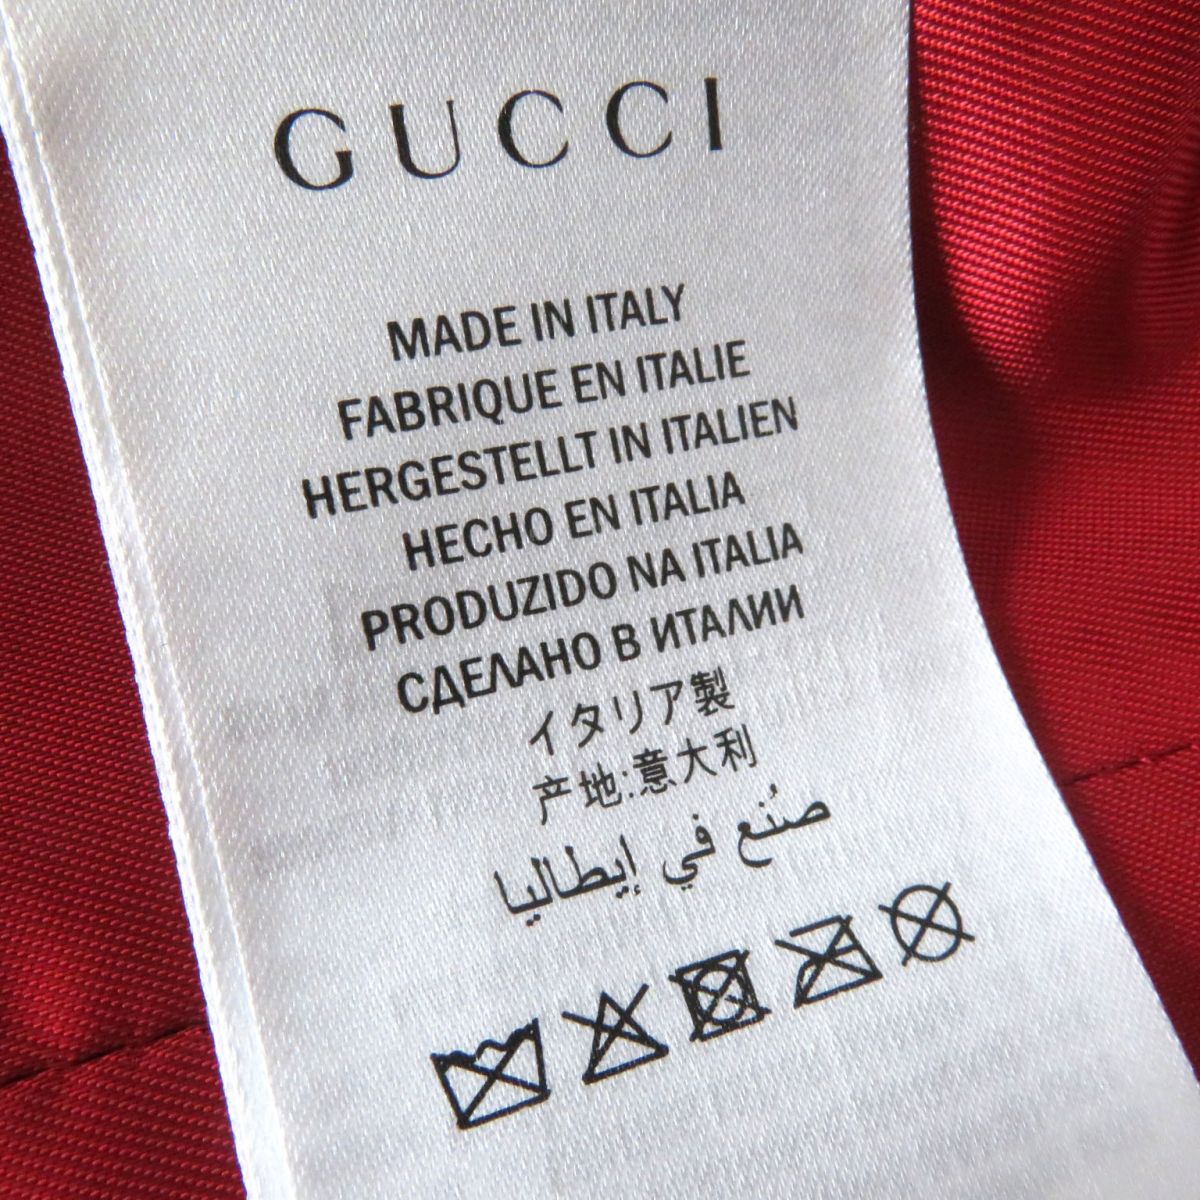 GUCCI
MADE IN ITALY
FABRIQUE EN ITALIE
HERGESTELLT IN ITALIEN
HECHO EN ITALIA
PRODUZIDO NA ITALIA
СДЕЛАНО В ИТАЛИИ
イタリア製
产地:意大利
صُنع في إيطاليا